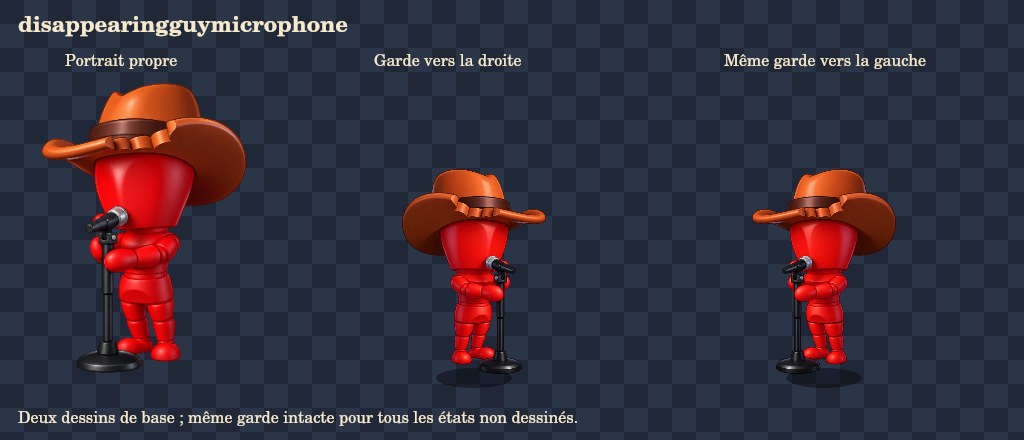 disappearingguymicrophone
Portrait propre
Garde vers la droite
Même garde vers la gauche
Deux dessins de base ; même garde intacte pour tous les états non dessinés.